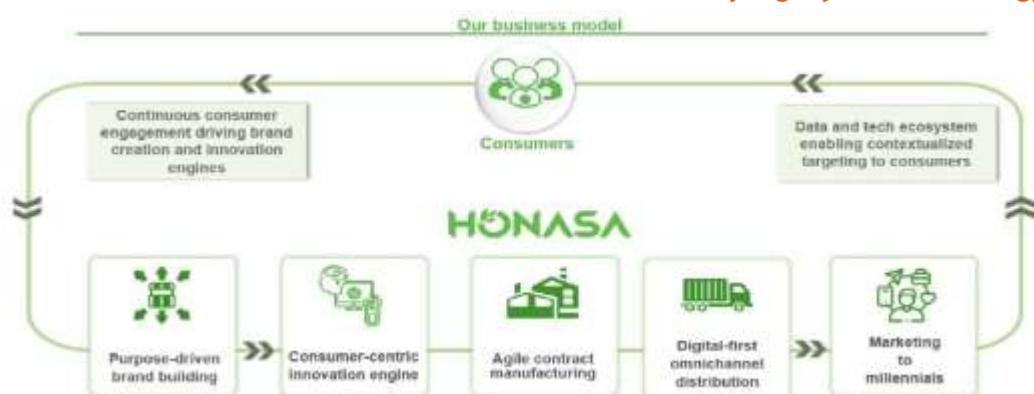 Our business model
Consumers
Continuous consumer
engagement driving brand
creation and innovation
engines
Data and tech ecosystem
enabling contextualized
targeting to consumers
HONASA
Purpose-driven
brand building
Consumer-centric
innovation engine
Agile contract
manufacturing
Digital-first
omnichannel
distribution
Marketing
to
millennials